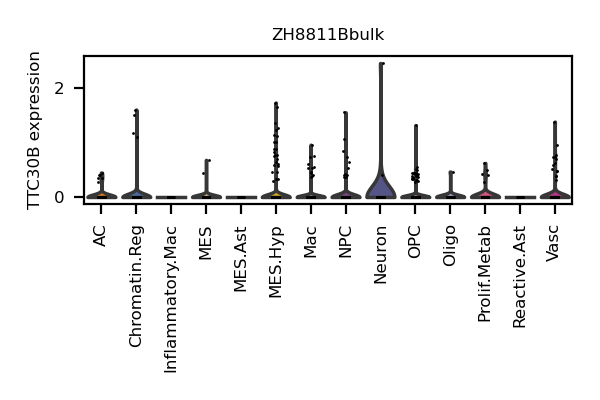 ZH8811Bbulk
TTC30B expression
2
0
AC
Chromatin.Reg
Inflammatory.Mac
MES
MES.Ast
MES.Hyp
Mac
NPC
Neuron
OPC
Oligo
Prolif.Metab
Reactive.Ast
Vasc